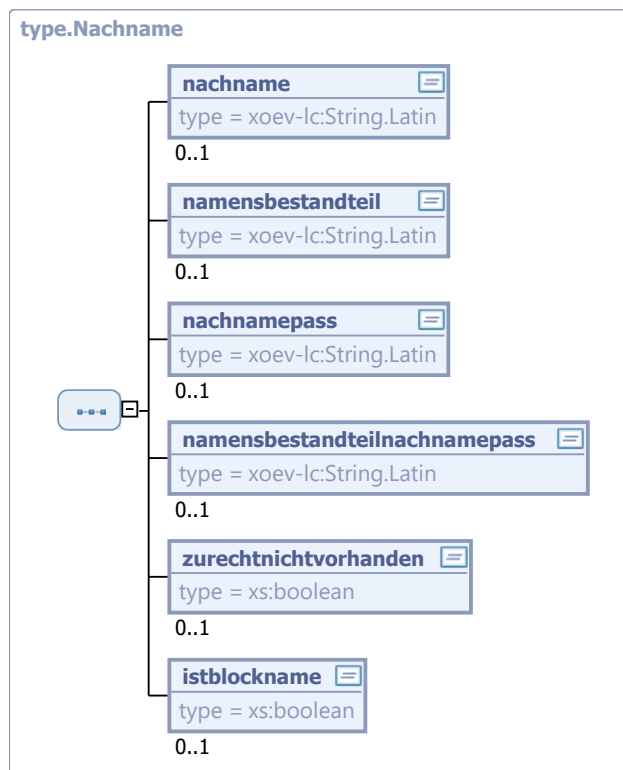 type.Nachname
nachname
type = xoev-lc:String.Latin
0..1
namensbestandteil
type = xoev-lc:String.Latin
0..1
nachnamepass
type = xoev-lc:String.Latin
0..1
namensbestandteilnachnamepass
type = xoev-lc:String.Latin
0..1
zurechtnichtvorhanden
type = xs:boolean
0..1
istblockname
type = xs:boolean
0..1